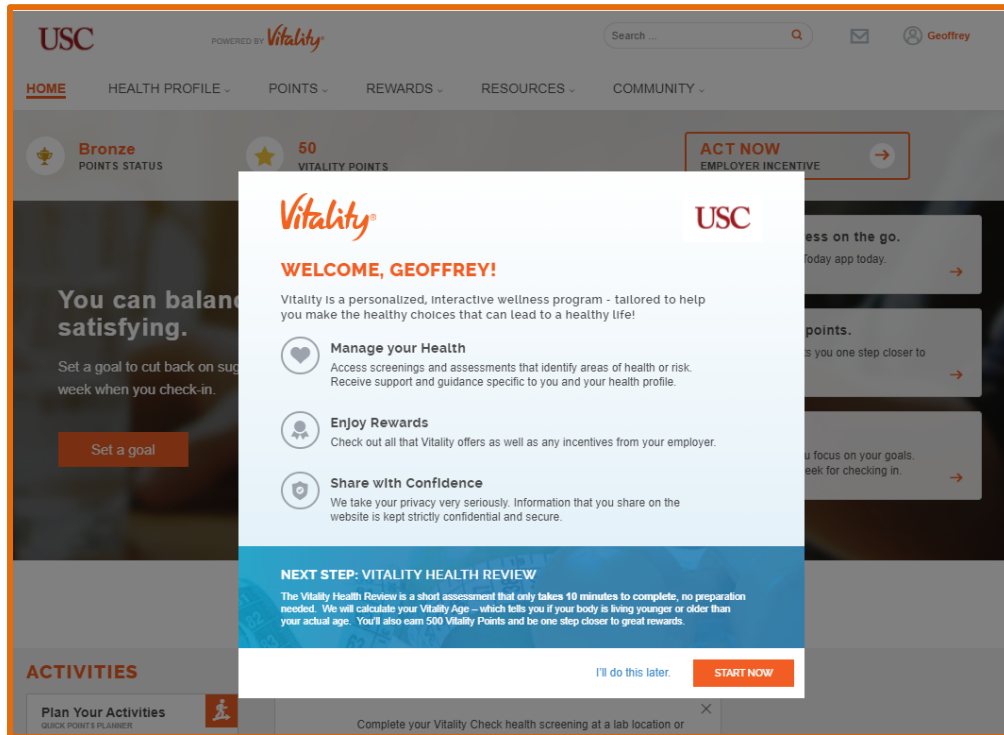 USC
POWERED BY Vitality®
Search ...
Geoffrey
HOME HEALTH PROFILE POINTS REWARDS RESOURCES COMMUNITY
Bronze
POINTS STATUS
50
VITALITY POINTS
ACT NOW
EMPLOYER INCENTIVE
Vitality®
USC
WELCOME, GEOFFREY!
Vitality is a personalized, interactive wellness program - tailored to help
you make the healthy choices that can lead to a healthy life!
Manage your Health
Access screenings and assessments that identify areas of health or risk.
Receive support and guidance specific to you and your health profile.
Enjoy Rewards
Check out all that Vitality offers as well as any incentives from your employer.
Share with Confidence
We take your privacy very seriously. Information that you share on the
website is kept strictly confidential and secure.
NEXT STEP: VITALITY HEALTH REVIEW
The Vitality Health Review is a short assessment that only takes 10 minutes to complete, no preparation
needed. We will calculate your Vitality Age – which tells you if your body is living younger or older than
your actual age. You'll also earn 500 Vitality Points and be one step closer to great rewards.
I'll do this later.
START NOW
You can balanc
satisfying.
Set a goal to cut back on sug
week when you check-in.
Set a goal
ess on the go.
Today app today.
points.
s you one step closer to
u focus on your goals.
eek for checking in.
ACTIVITIES
Plan Your Activities
QUICK POINTS PLANNER
Complete your Vitality Check health screening at a lab location or